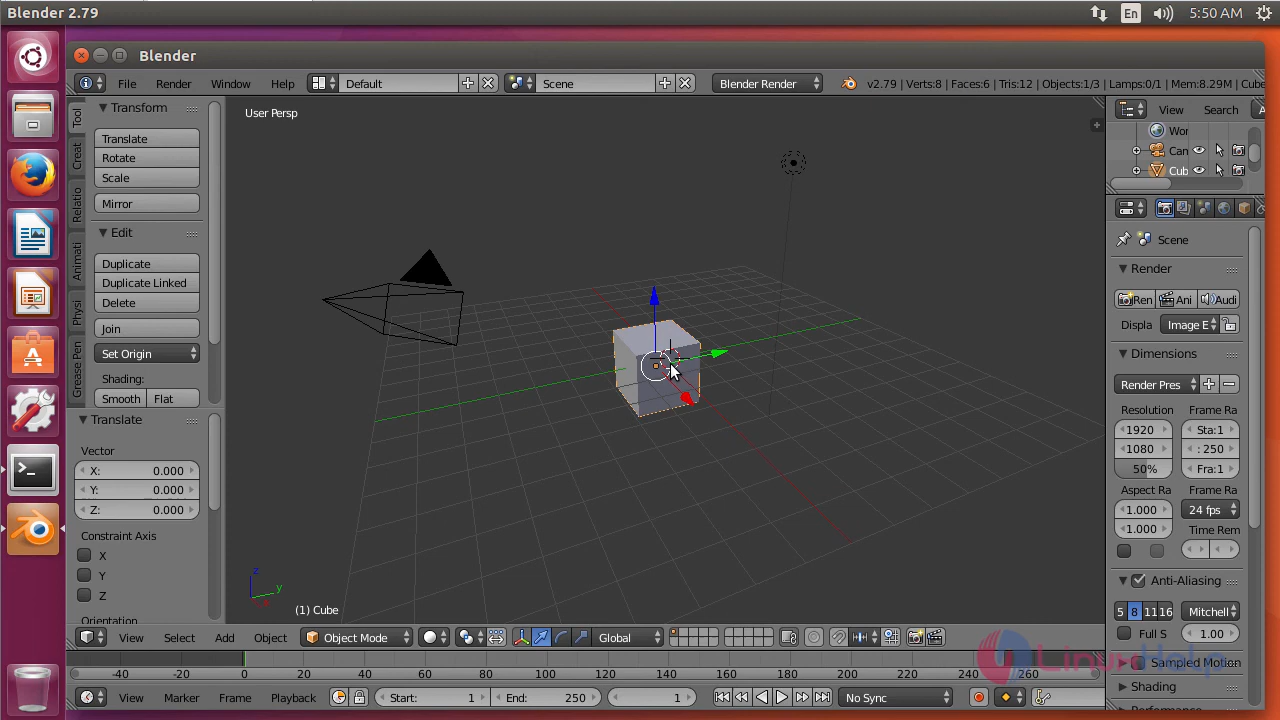 Blender 2.79
En
5:50 AM
Blender
File
Render
Window
Help
Default
Scene
Blender Render
v2.79 | Verts:8 | Faces:6 | Tris:12 | Objects:1/3 | Lamps:0/1 | Mem:8.29M | Cube
Tool
Creat
Relatio
Animati
Physi
Grease Pen
Transform
Translate
Rotate
Scale
Mirror
Edit
Duplicate
Duplicate Linked
Delete
Join
Set Origin
Shading:
Smooth
Flat
Translate
Vector
X: 0.000
Y: 0.000
Z: 0.000
Constraint Axis
X
Y
Z
Orientation
User Persp
z
y
(1) Cube
View
Search
Wor
Can
Cub
Scene
Render
Ren
Ani
Audi
Displa
Image E
Dimensions
Render Pres
Resolution
Frame Ra
1920
Sta:1
1080
: 250
50%
Fra:1
Aspect Ra
Frame Ra
1.000
24 fps
1.000
Time Rem
Anti-Aliasing
5
8
11
16
Mitchell
Full S
1.00
Sampled Motion
Shading
View
Select
Add
Object
Object Mode
Global
-40 -20 0 20 40 60 80 100 120 140 160 180 200 220 240 260
View
Marker
Frame
Playback
Start: 1
End: 250
1
No Sync
LinuxHelp